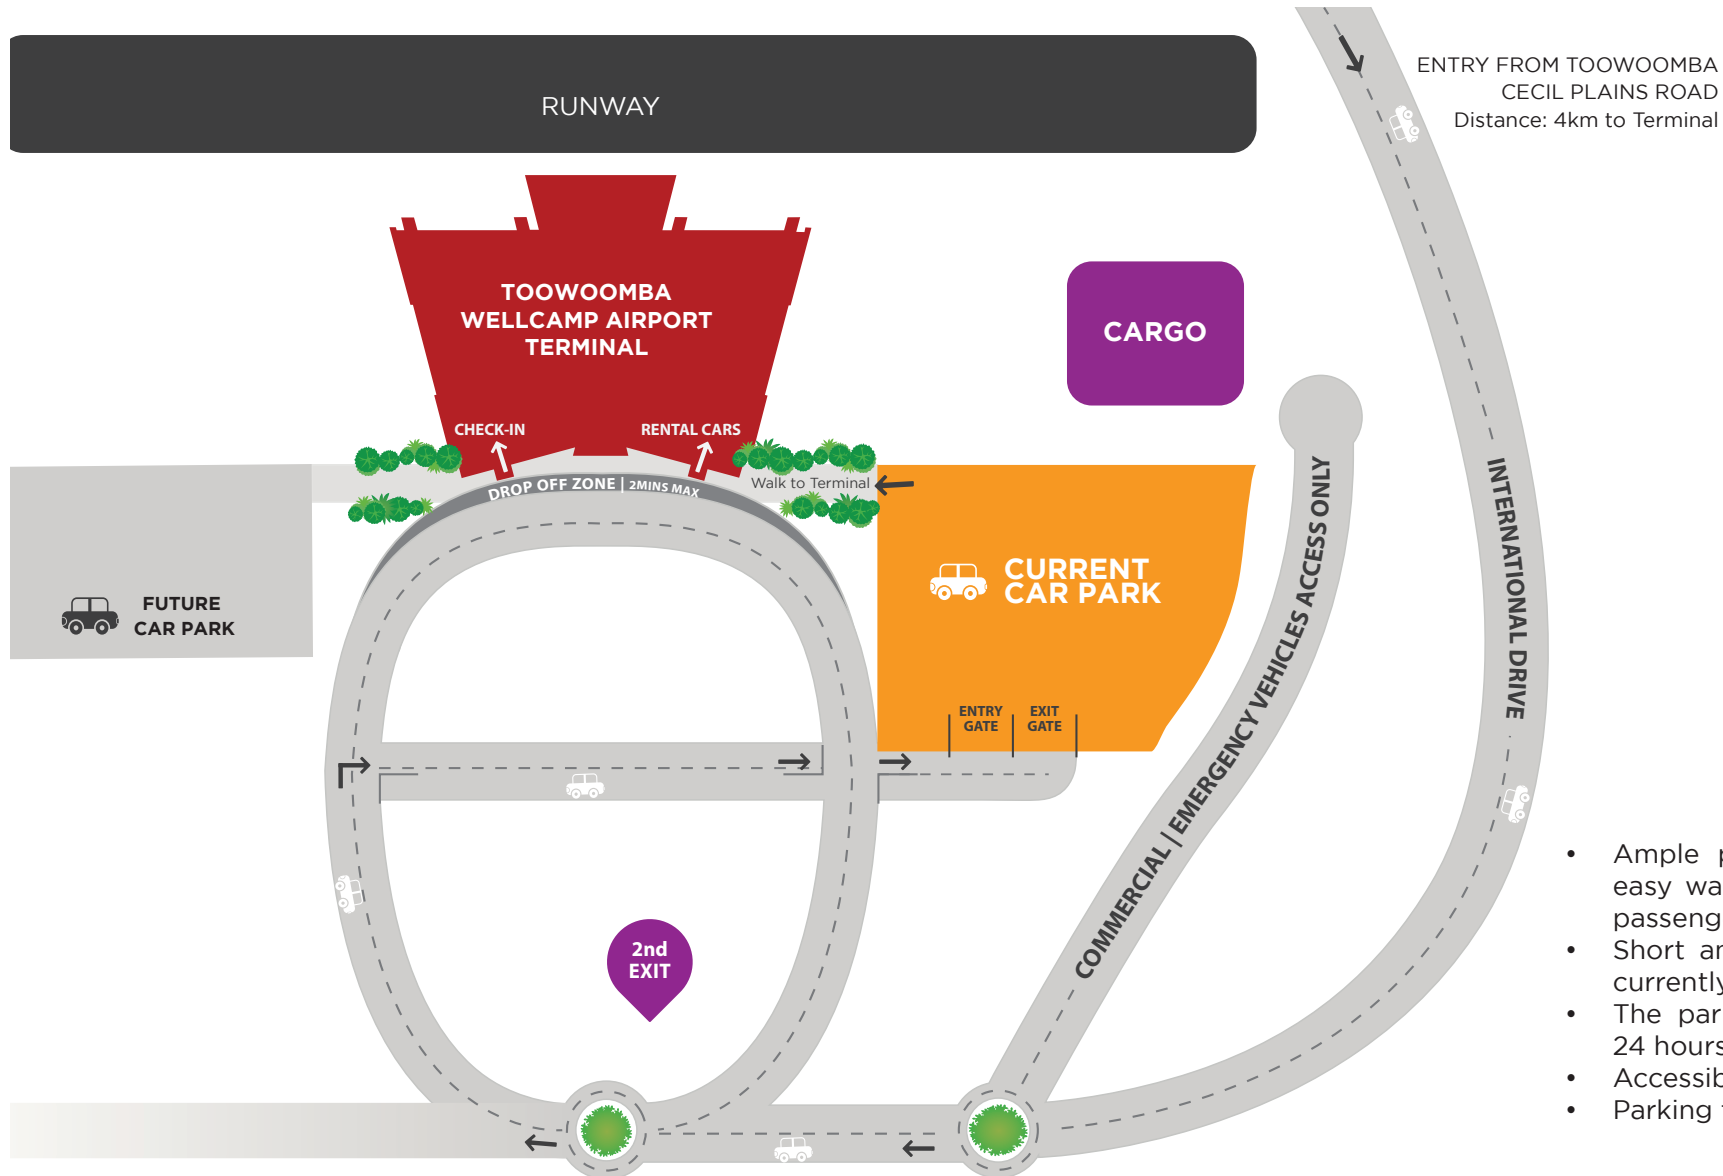 RUNWAY
ENTRY FROM TOOWOOMBA
CECIL PLAINS ROAD
Distance: 4km to Terminal
TOOWOOMBA
WELLCAMP AIRPORT
TERMINAL
CARGO
CHECK-IN
RENTAL CARS
DROP OFF ZONE | 2MINS MAX
Walk to Terminal
FUTURE
CAR PARK
CURRENT
CAR PARK
ENTRY
GATE
EXIT
GATE
COMMERCIAL | EMERGENCY VEHICLES ACCESS ONLY
INTERNATIONAL DRIVE
2nd
EXIT
• Ample
easy
• Short
currently
• The
24 hours
•
• Parking